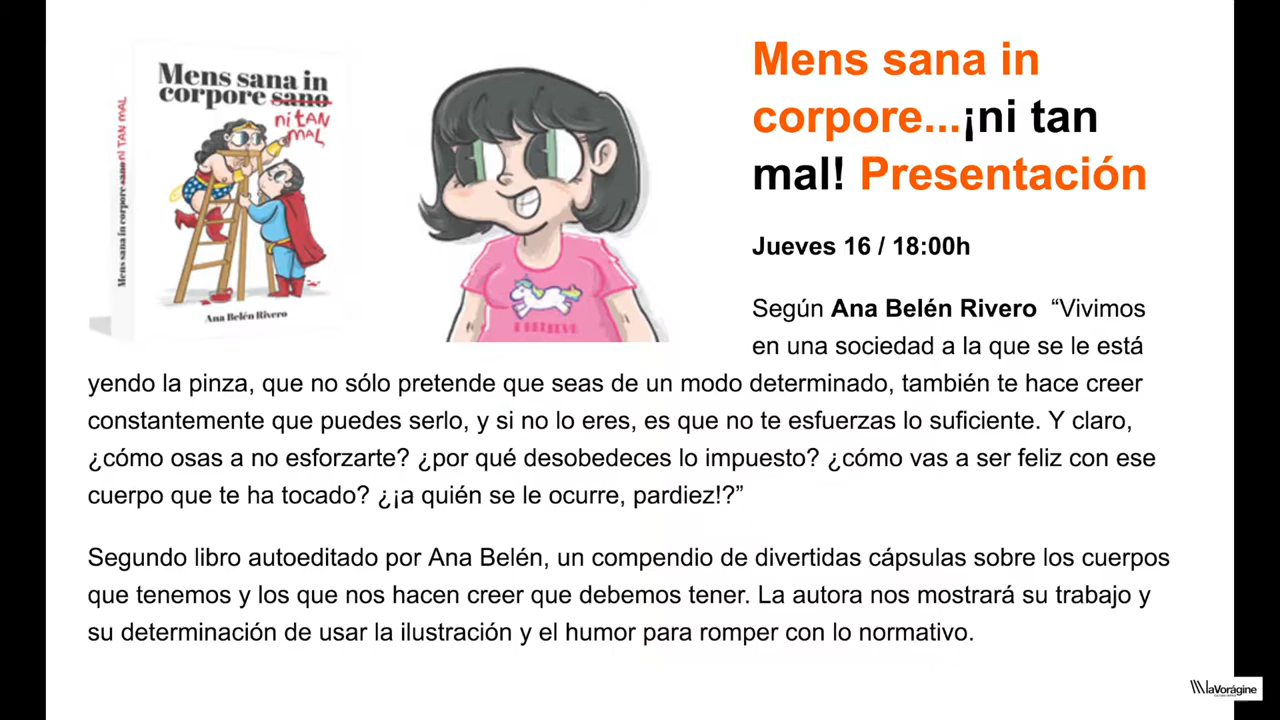 Mens sana in
corpore sano
ni tan
mal
Mens sana in corpore sano ni tan mal
Ana Belén Rivero
I BELIEVE
Mens sana in
corpore...¡ni tan
mal! Presentación
Jueves 16 / 18:00h
Según Ana Belén Rivero “Vivimos
en una sociedad a la que se le está
yendo la pinza, que no sólo pretende que seas de un modo determinado, también te hace creer
constantemente que puedes serlo, y si no lo eres, es que no te esfuerzas lo suficiente. Y claro,
¿cómo osas a no esforzarte? ¿por qué desobedeces lo impuesto? ¿cómo vas a ser feliz con ese
cuerpo que te ha tocado? ¿¡a quién se le ocurre, pardiez!?”
Segundo libro autoeditado por Ana Belén, un compendio de divertidas cápsulas sobre los cuerpos
que tenemos y los que nos hacen creer que debemos tener. La autora nos mostrará su trabajo y
su determinación de usar la ilustración y el humor para romper con lo normativo.
laVorágine